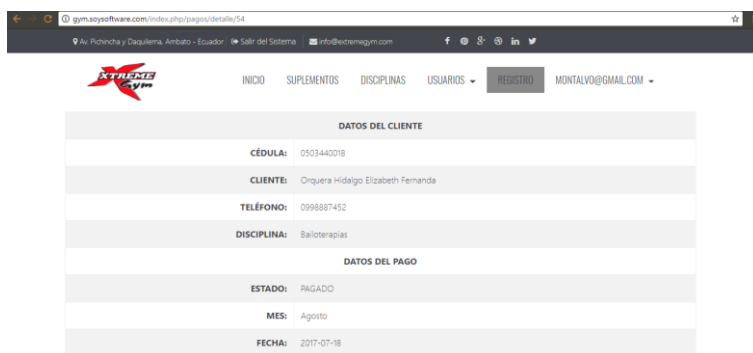 gym.soysoftware.com/index.php/pagos/detalle/54
Av. Pichincha y Daquilema, Ambato - Ecuador Salir del Sistema info@extremegym.com
XTREME
Gym
INICIO SUPLEMENTOS DISCIPLINAS USUARIOS REGISTRO MONTALVO@GMAIL.COM
DATOS DEL CLIENTE
CÉDULA: 0503440018
CLIENTE: Orquera Hidalgo Elizabeth Fernanda
TELÉFONO: 0998887452
DISCIPLINA: Bailoterapias
DATOS DEL PAGO
ESTADO: PAGADO
MES: Agosto
FECHA: 2017-07-18